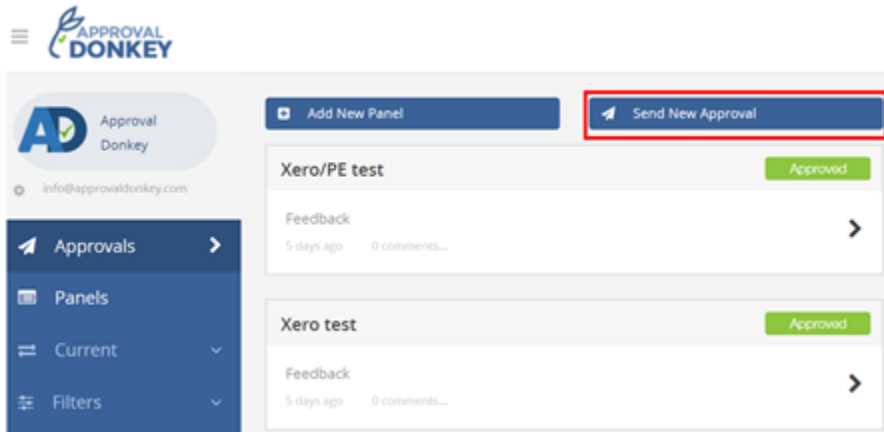 APPROVAL
DONKEY
Approval
Donkey
info@approvaldonkey.com
Approvals
Panels
Current
Filters
Add New Panel
Send New Approval
Xero/PE test
Approved
Feedback
5 days ago 0 comments...
Xero test
Approved
Feedback
5 days ago 0 comments...